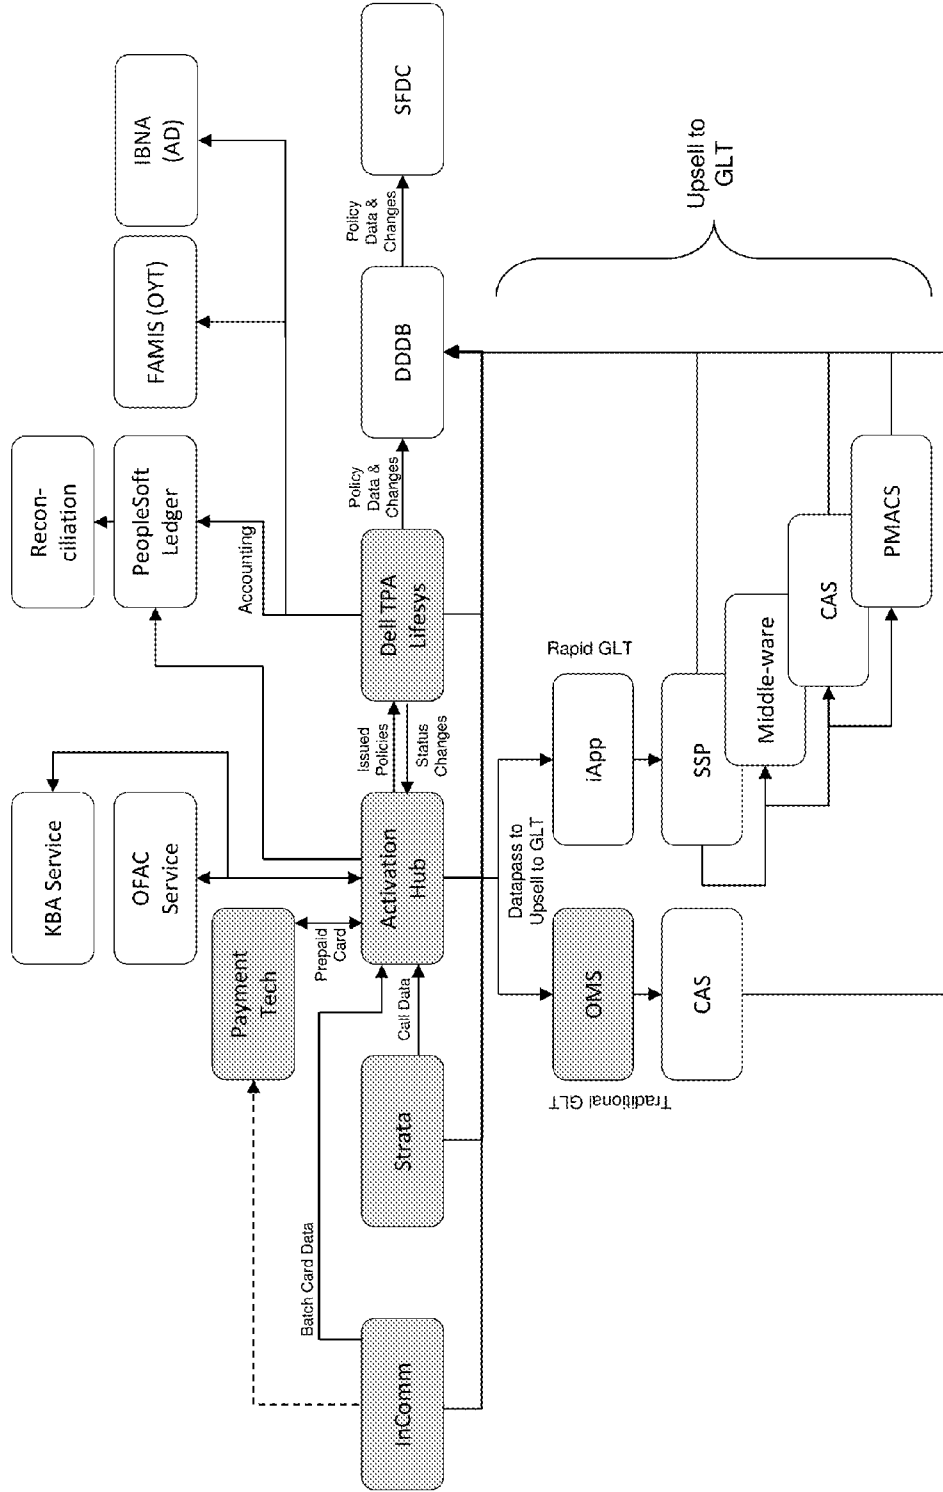 Recon-
ciliation
KBA Service
OFAC
Service
PeopleSoft
Ledger
FAMIS (OYT)
IBNA
(AD)
Payment
Tech
Accounting
Batch Card Data
Prepaid
Card
Issued
Policies
Status
Changes
Policy
Data &
Changes
Policy
Data &
Changes
InComm
Strata
Call Data
Activation
Hub
Dell TPA
Lifesys
DDDB
SFDC
Datapass to
Upsell to GLT
Traditional GLT
OMS
iApp
Rapid GLT
CAS
SSP
Middle-ware
CAS
PMACS
Upsell to
GLT